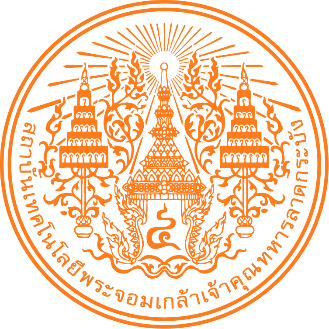 ๔
สถาบันเทคโนโลยีพระจอมเกล้าเจ้าคุณทหารลาดกระบัง